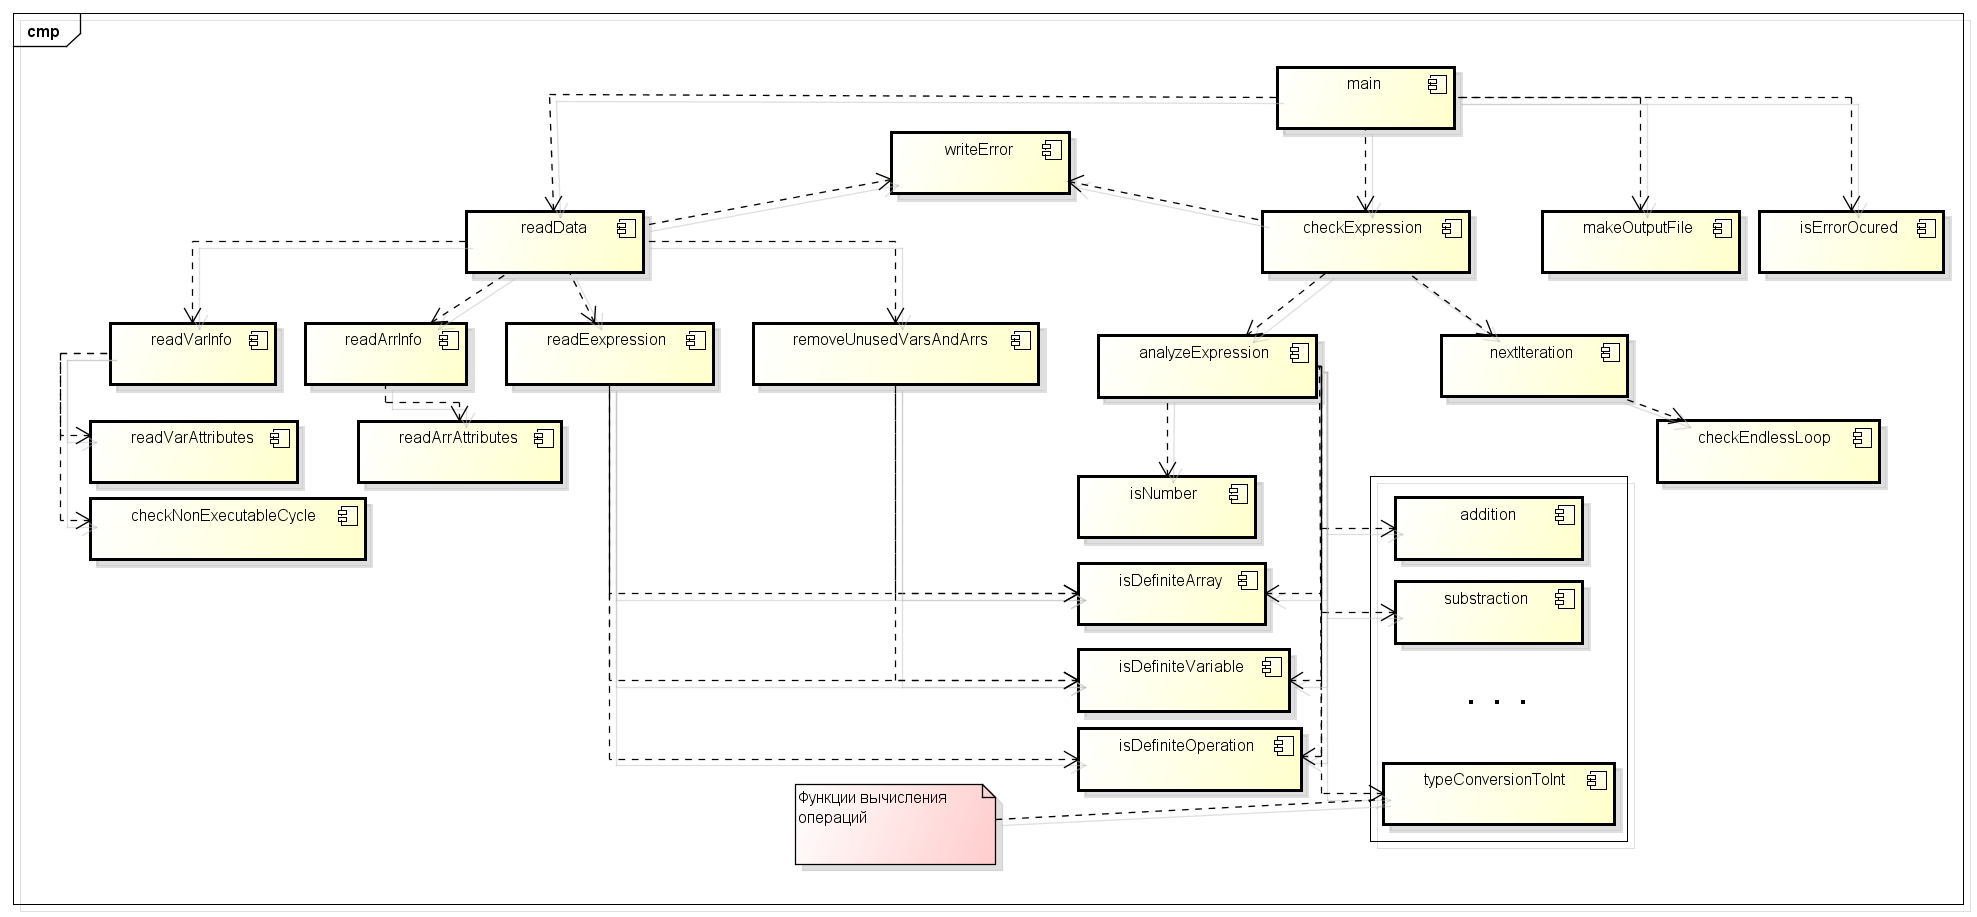 cmp
main
writeError
readData
checkExpression
makeOutputFile
isErrorOcured
readVarInfo
readArrInfo
readEexpression
removeUnusedVarsAndArrs
analyzeExpression
nextIteration
readVarAttributes
readArrAttributes
checkEndlessLoop
checkNonExecutableCycle
isNumber
addition
isDefiniteArray
substraction
isDefiniteVariable
. . .
isDefiniteOperation
typeConversionToInt
Функции вычисления
операций